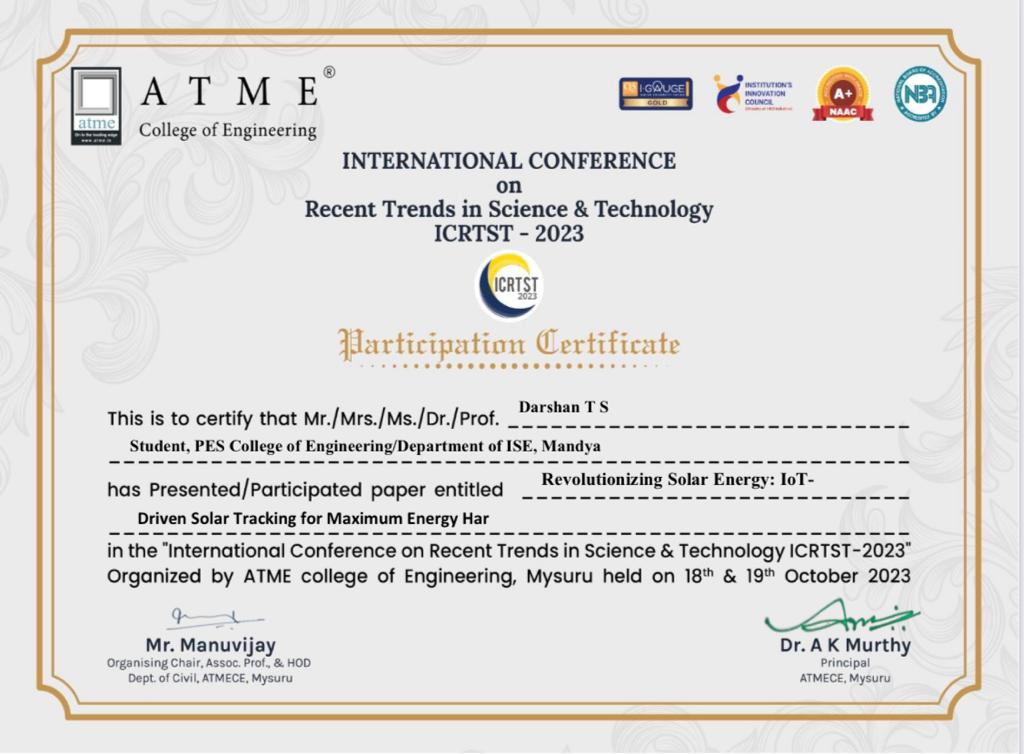 ATME®
College of Engineering
atme
On to the leading edge
www.atme.in
QS I·GAUGE
GOLD
INSTITUTION'S
INNOVATION
COUNCIL
A+
NAAC
NBA
INTERNATIONAL CONFERENCE
on
Recent Trends in Science & Technology
ICRTST - 2023
ICRTST
2023
Participation Certificate
This is to certify that Mr./Mrs./Ms./Dr./Prof. Darshan T S
Student, PES College of Engineering/Department of ISE, Mandya
has Presented/Participated paper entitled Revolutionizing Solar Energy: IoT-
Driven Solar Tracking for Maximum Energy Har
in the "International Conference on Recent Trends in Science & Technology ICRTST-2023"
Organized by ATME college of Engineering, Mysuru held on 18th & 19th October 2023
Mr. Manuvijay
Organising Chair, Assoc. Prof., & HOD
Dept. of Civil, ATMECE, Mysuru
Dr. A K Murthy
Principal
ATMECE, Mysuru